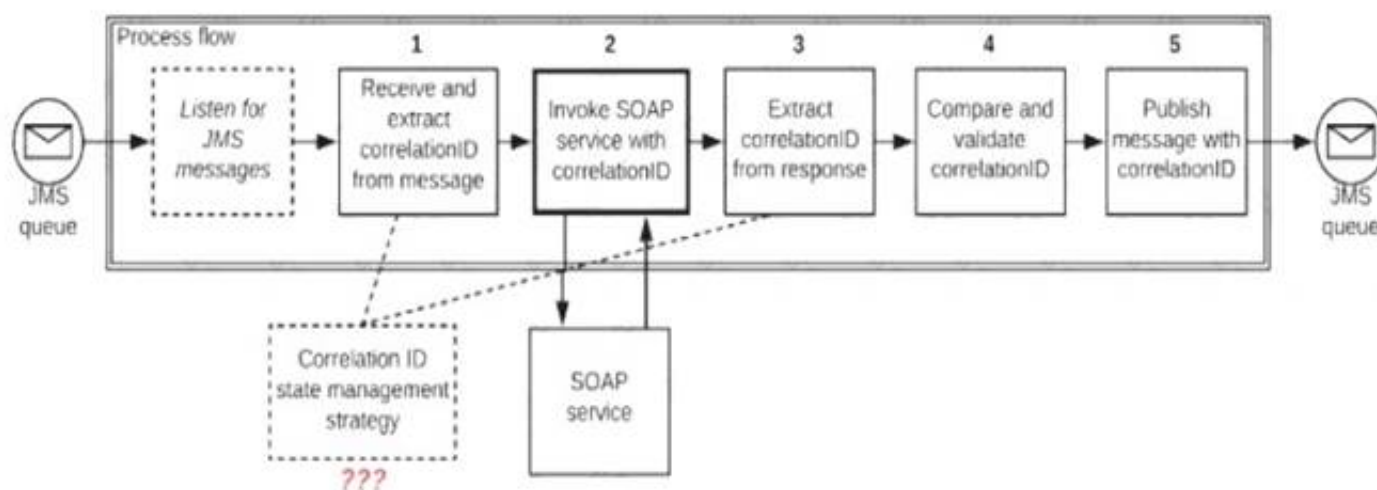 Process flow
1
2
3
4
5
Listen for
JMS
messages
Receive and
extract
correlationID
from message
Invoke SOAP
service with
correlationID
Extract
correlationID
from response
Compare and
validate
correlationID
Publish
message with
correlationID
JMS
queue
JMS
queue
Correlation ID
state management
strategy
???
SOAP
service